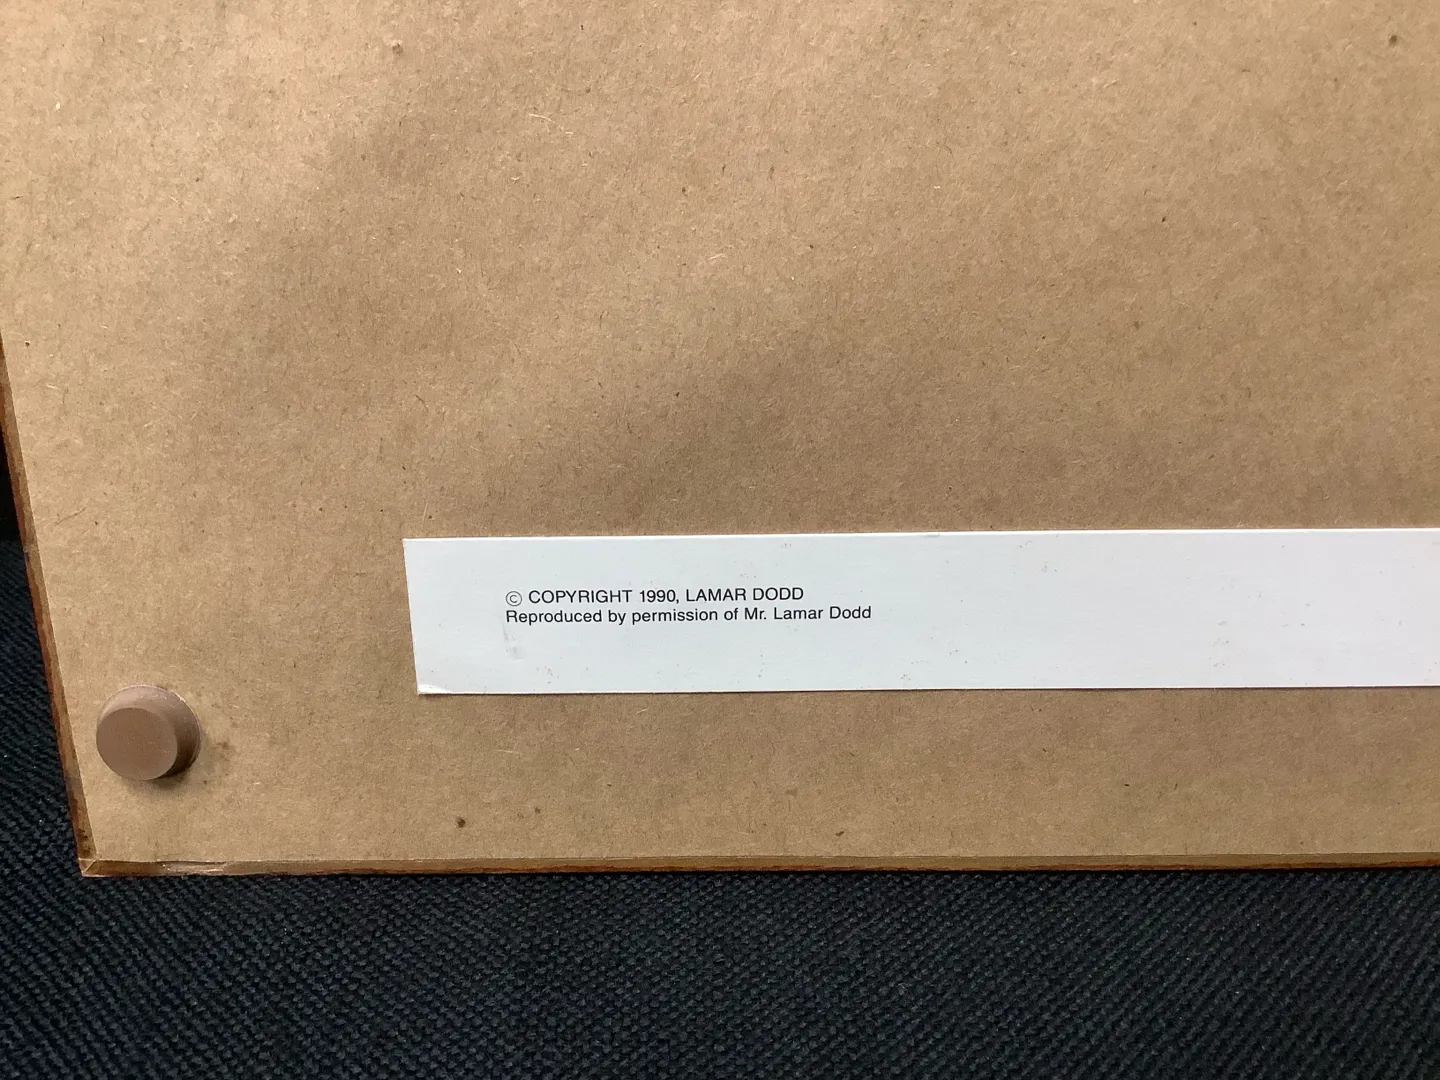 © COPYRIGHT 1990, LAMAR DODD
Reproduced by permission of Mr. Lamar Dodd